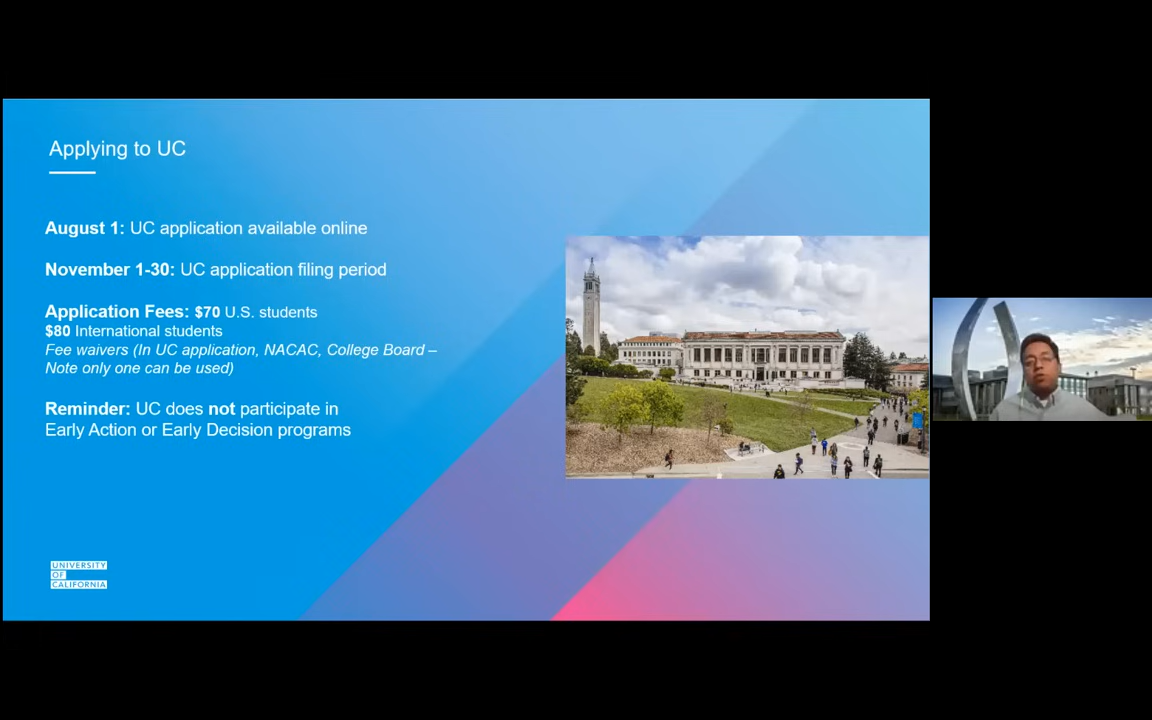 Applying to UC
August 1: UC application available online
November 1-30: UC application filing period
Application Fees: $70 U.S. students
$80 International students
Fee waivers (In UC application, NACAC, College Board –
Note only one can be used)
Reminder: UC does not participate in
Early Action or Early Decision programs
UNIVERSITY
OF
CALIFORNIA